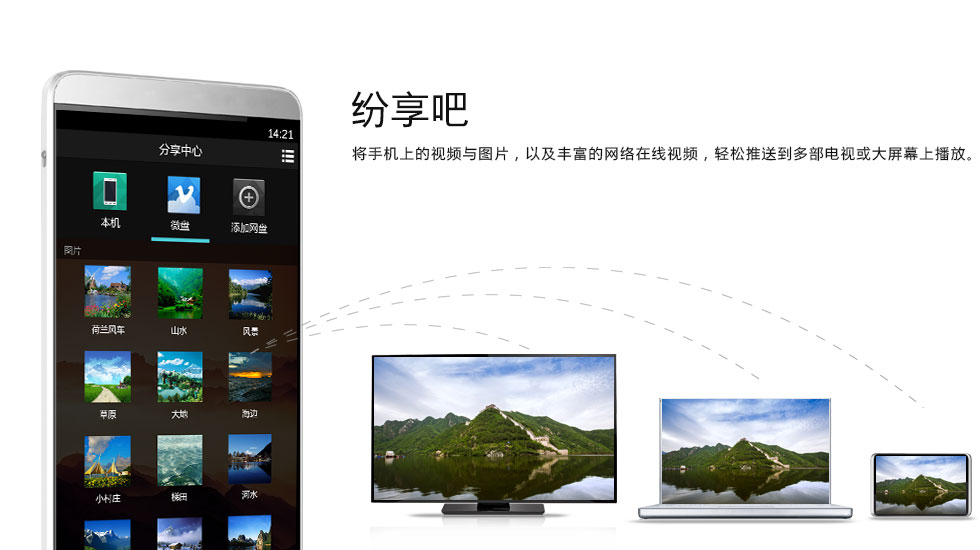 纷享吧
将手机上的视频与图片，以及丰富的网络在线视频，轻松推送到多部电视或大屏幕上播放。
14:21
分享中心
本机 微盘 添加网盘
图片
荷兰风车 山水 风景
草原 大地 海边
小村庄 梯田 河水